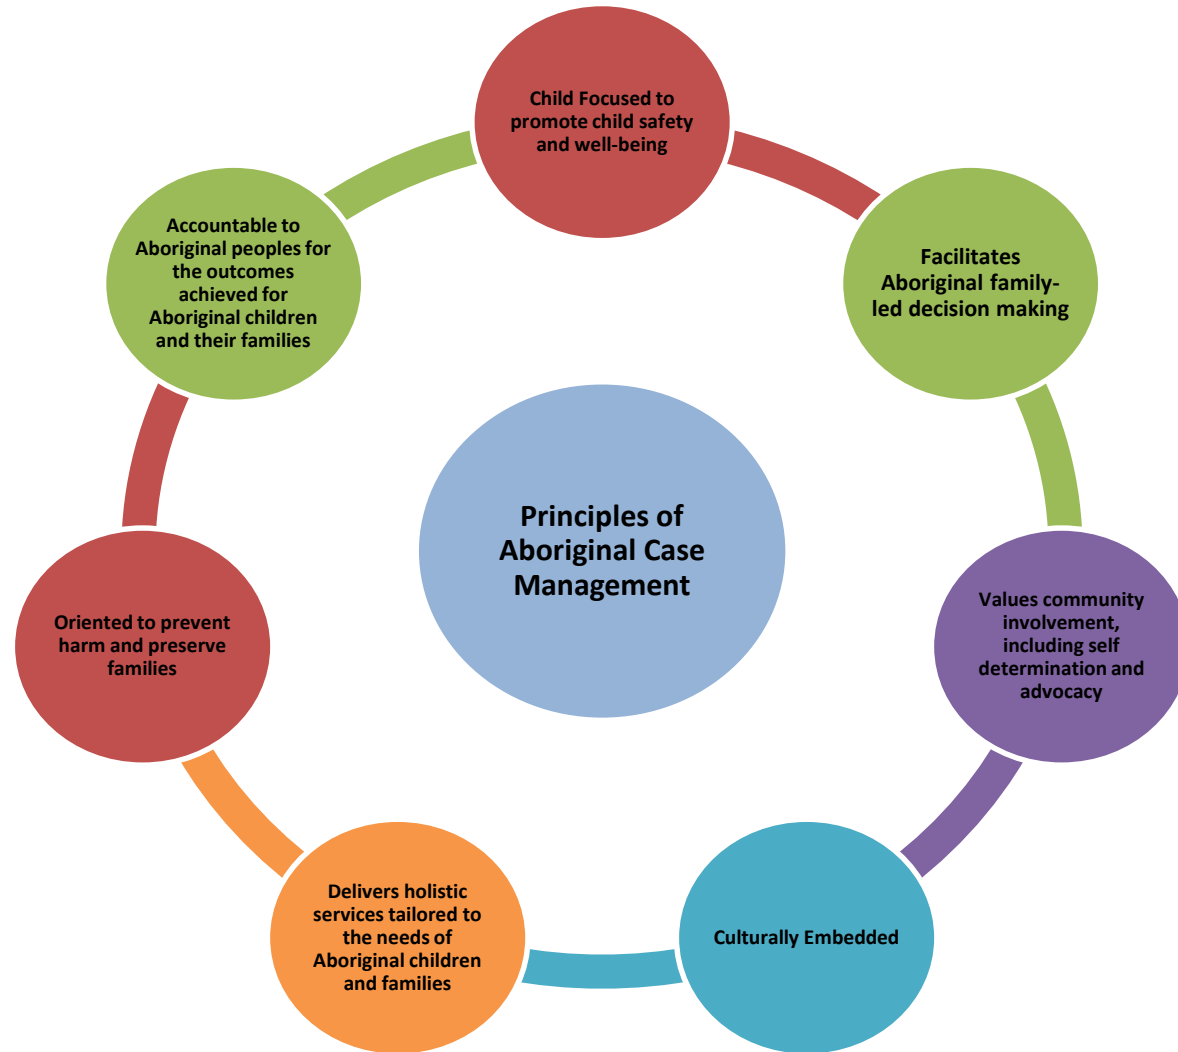 Child Focused to
promote child safety
and well-being
Facilitates
Aboriginal family-
led decision making
Values community
involvement,
including self
determination and
advocacy
Culturally Embedded
Delivers holistic
services tailored to
the needs of
Aboriginal children
and families
Oriented to prevent
harm and preserve
families
Accountable to
Aboriginal peoples for
the outcomes
achieved for
Aboriginal children
and their families
Principles of
Aboriginal Case
Management